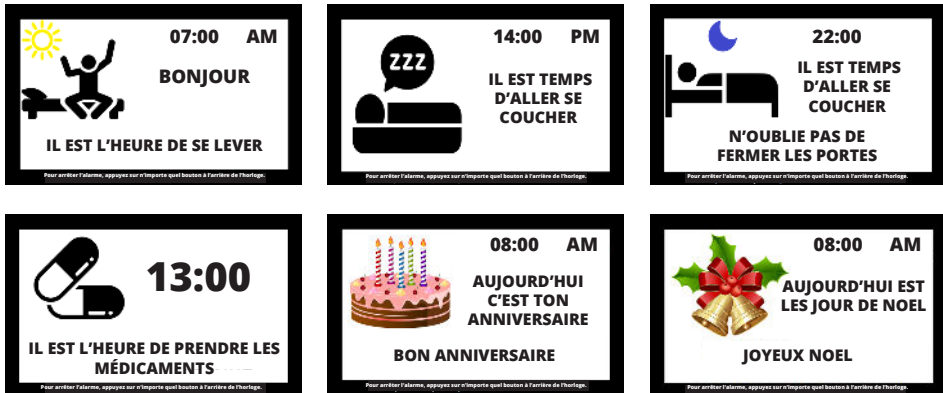 07:00 AM
BONJOUR
IL EST L'HEURE DE SE LEVER
Pour arrêter l'alarme, appuyez sur n'importe quel bouton à l'arrière de l'horloge.
zzz
14:00 PM
IL EST TEMPS
D'ALLER SE
COUCHER
Pour arrêter l'alarme, appuyez sur n'importe quel bouton à l'arrière de l'horloge.
22:00
IL EST TEMPS
D'ALLER SE
COUCHER
N'OUBLIE PAS DE
FERMER LES PORTES
Pour arrêter l'alarme, appuyez sur n'importe quel bouton à l'arrière de l'horloge.
13:00
IL EST L'HEURE DE PRENDRE LES
MÉDICAMENTS
Pour arrêter l'alarme, appuyez sur n'importe quel bouton à l'arrière de l'horloge.
08:00 AM
AUJOURD'HUI
C'EST TON
ANNIVERSAIRE
BON ANNIVERSAIRE
Pour arrêter l'alarme, appuyez sur n'importe quel bouton à l'arrière de l'horloge.
08:00 AM
AUJOURD'HUI EST
LES JOUR DE NOEL
JOYEUX NOEL
Pour arrêter l'alarme, appuyez sur n'importe quel bouton à l'arrière de l'horloge.